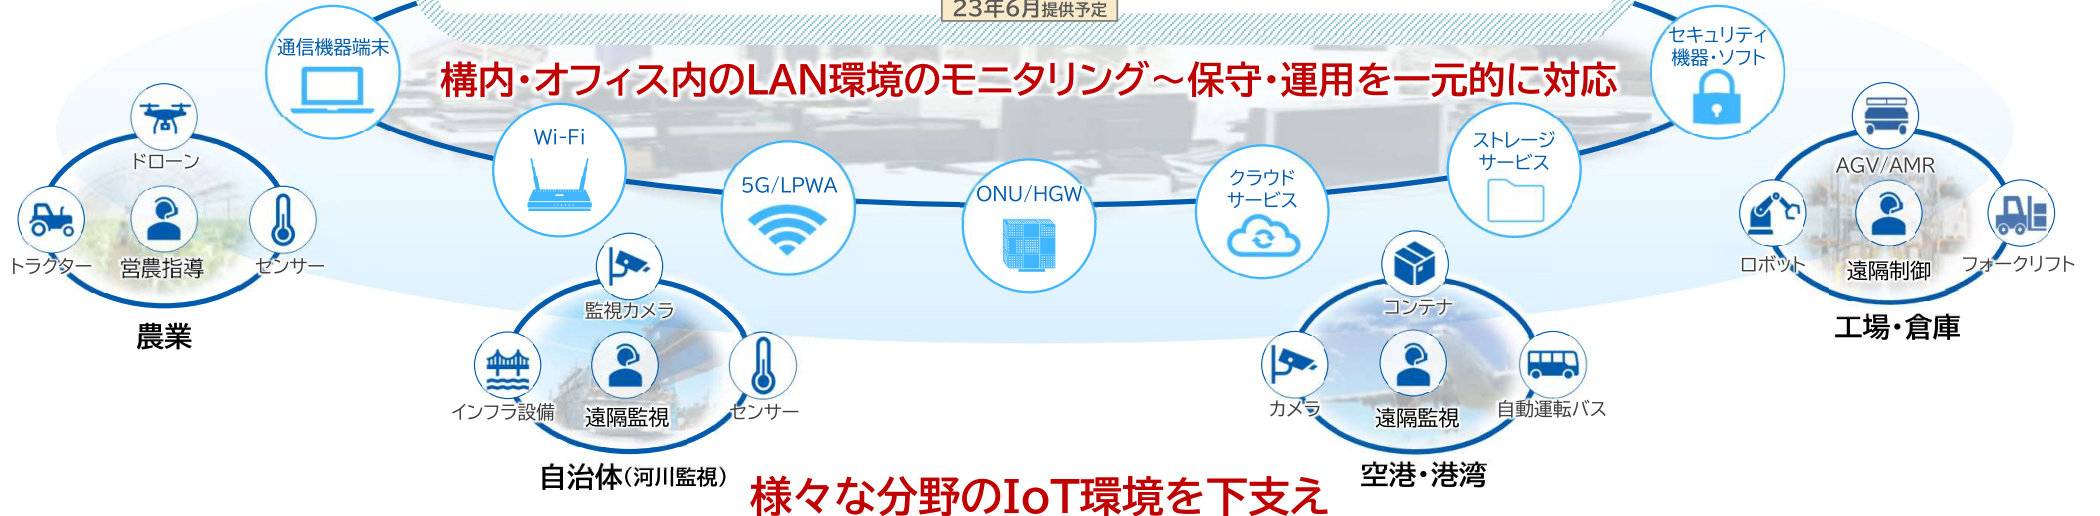 23年6月提供予定
通信機器端末
セキュリティ
機器・ソフト
構内・オフィス内のLAN環境のモニタリング～保守・運用を一元的に対応
Wi-Fi
ストレージ
サービス
5G/LPWA
ONU/HGW
クラウド
サービス
ドローン
トラクター
営農指導
センサー
農業
監視カメラ
インフラ設備
遠隔監視
センサー
自治体(河川監視)
コンテナ
カメラ
遠隔監視
自動運転バス
空港・港湾
AGV/AMR
ロボット
遠隔制御
フォークリフト
工場・倉庫
様々な分野のIoT環境を下支え